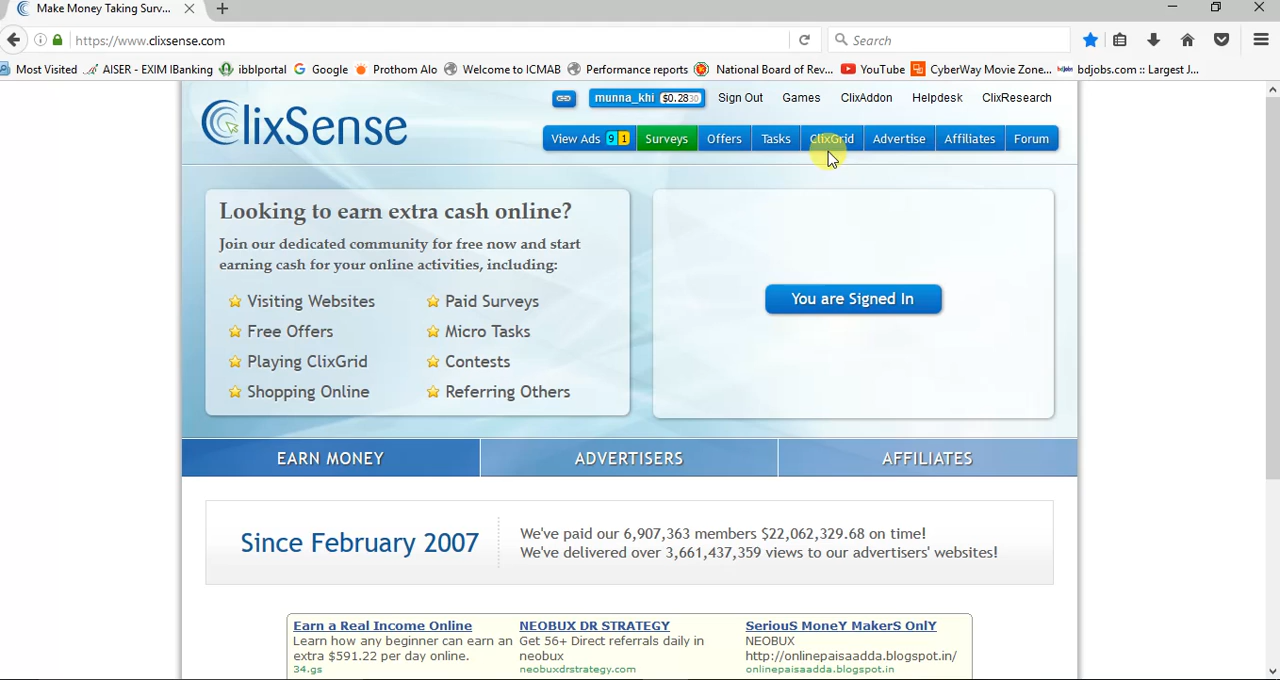 Make Money Taking Surv...
https://www.clixsense.com
Search
Most Visited AISER - EXIM IBanking ibblportal Google Prothom Alo Welcome to ICMAB Performance reports National Board of Rev... YouTube CyberWay Movie Zone... bdjobs.com :: Largest J...
munna_khi $0.2830 Sign Out Games ClixAddon Helpdesk ClixResearch
ClixSense
View Ads 9 1 Surveys Offers Tasks ClixGrid Advertise Affiliates Forum
Looking to earn extra cash online?
Join our dedicated community for free now and start
earning cash for your online activities, including:
Visiting Websites Paid Surveys
Free Offers Micro Tasks
Playing ClixGrid Contests
Shopping Online Referring Others
You are Signed In
EARN MONEY ADVERTISERS AFFILIATES
Since February 2007
We've paid our 6,907,363 members $22,062,329.68 on time!
We've delivered over 3,661,437,359 views to our advertisers' websites!
Earn a Real Income Online
Learn how any beginner can earn an
extra $591.22 per day online.
34.gs
NEOBUX DR STRATEGY
Get 56+ Direct referrals daily in
neobux
neobuxdrstrategy.com
SeriouS MoneY MakerS OnlY
NEOBUX
http://onlinepaisaadda.blogspot.in/
onlinepaisaadda.blogspot.in